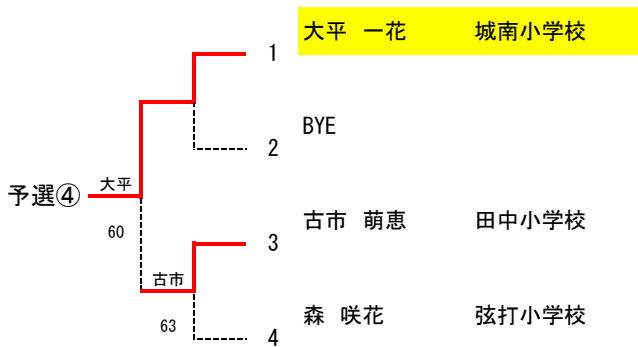 1 大平 一花 城南小学校
2 BYE
予選④ 大平
60
3 古市 萌恵 田中小学校
古市
63
4 森 咲花 弦打小学校